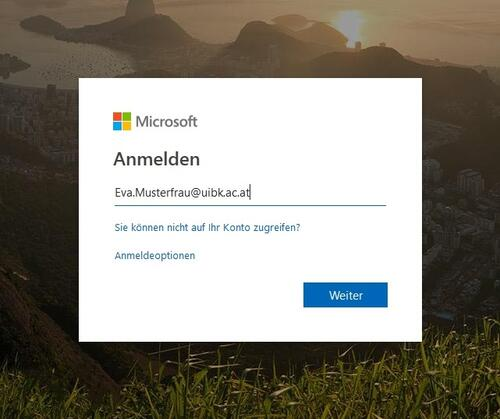 Microsoft
Anmelden
Eva.Musterfrau@uibk.ac.at
Sie können nicht auf Ihr Konto zugreifen?
Anmeldeoptionen
Weiter